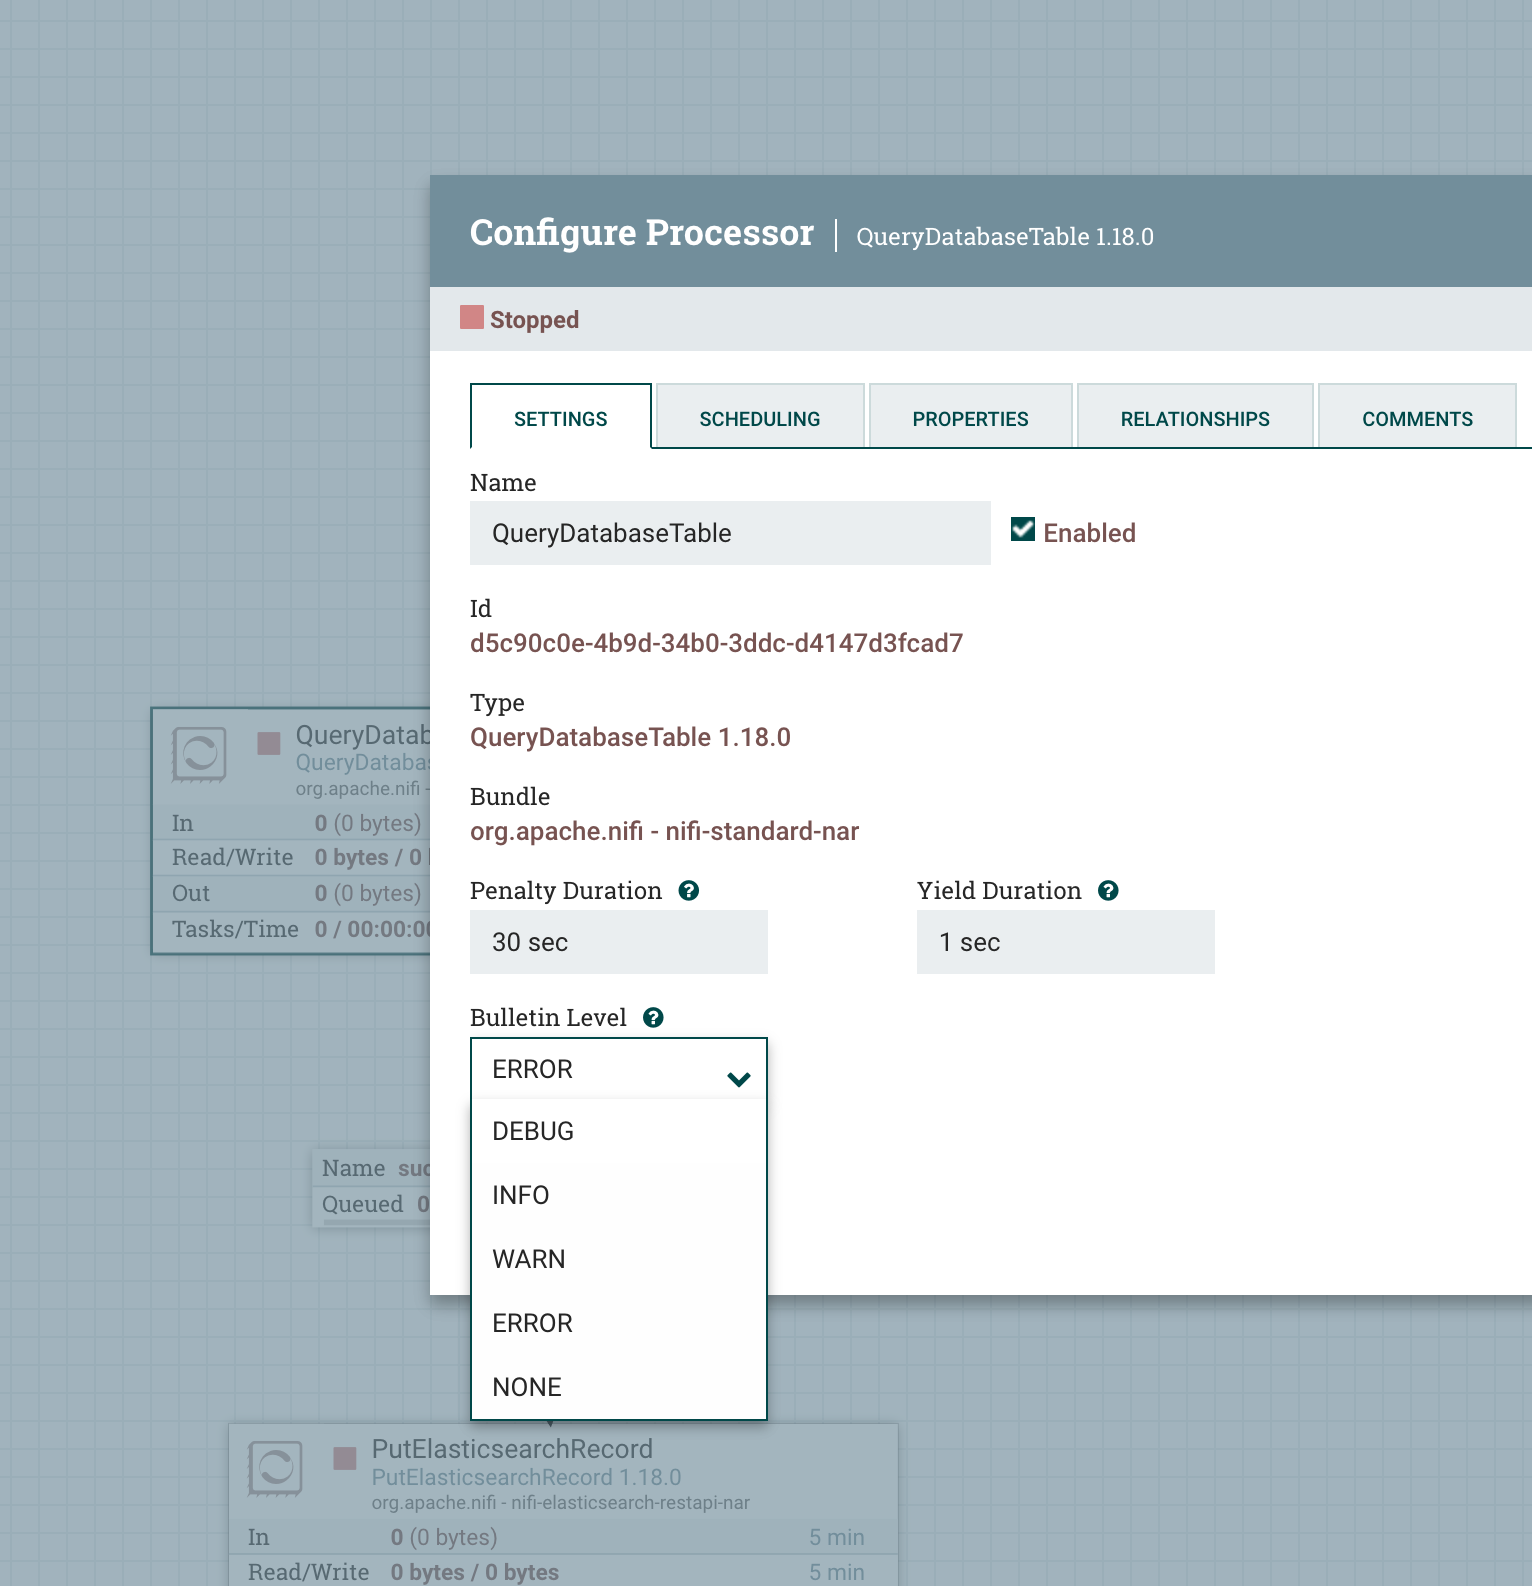 Configure Processor QueryDatabaseTable 1.18.0
Stopped
SETTINGS SCHEDULING PROPERTIES RELATIONSHIPS COMMENTS
Name
QueryDatabaseTable Enabled
Id
d5c90c0e-4b9d-34b0-3ddc-d4147d3fcad7
Type
QueryDatabaseTable 1.18.0
Bundle
org.apache.nifi - nifi-standard-nar
Penalty Duration ? Yield Duration ?
30 sec 1 sec
Bulletin Level ?
ERROR
DEBUG
INFO
WARN
ERROR
NONE
QueryDatab
QueryDatabas
org.apache.nifi -
In 0 (0 bytes)
Read/Write 0 bytes / 0
Out 0 (0 bytes)
Tasks/Time 0 / 00:00:00
Name suc
Queued 0
PutElasticsearchRecord
PutElasticsearchRecord 1.18.0
org.apache.nifi - nifi-elasticsearch-restapi-nar
In 0 (0 bytes) 5 min
Read/Write 0 bytes / 0 bytes 5 min